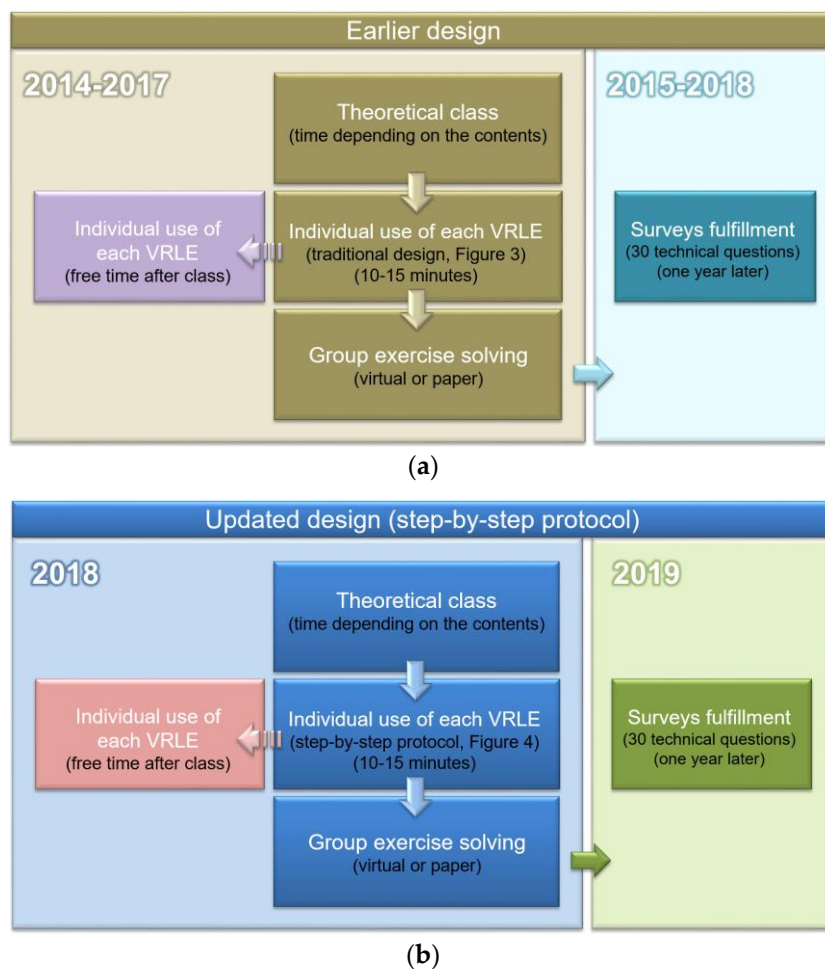 Earlier design
2014-2017
Theoretical class
(time depending on the contents)
Individual use of
each VRLE
(free time after class)
Individual use of each VRLE
(traditional design, Figure 3)
(10-15 minutes)
Group exercise solving
(virtual or paper)
2015-2018
Surveys fulfillment
(30 technical questions)
(one year later)
(a)
Updated design (step-by-step protocol)
2018
Theoretical class
(time depending on the contents)
Individual use of
each VRLE
(free time after class)
Individual use of each VRLE
(step-by-step protocol, Figure 4)
(10-15 minutes)
Group exercise solving
(virtual or paper)
2019
Surveys fulfillment
(30 technical questions)
(one year later)
(b)